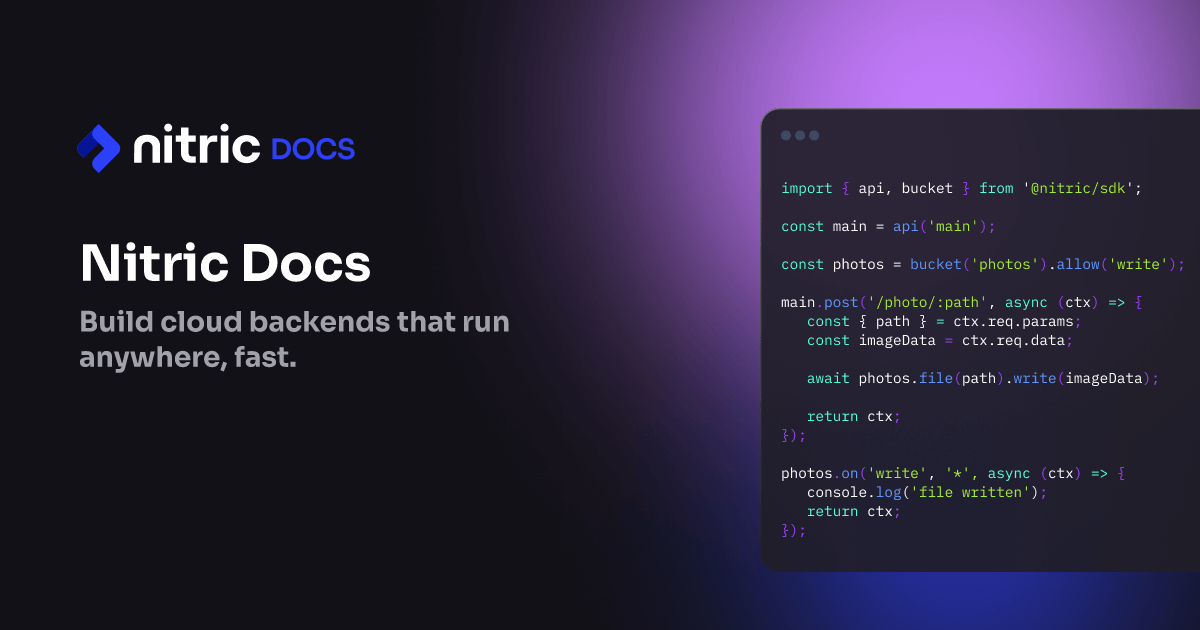 nitric DOCS
Nitric Docs
Build cloud backends that run
anywhere, fast.
import { api, bucket } from '@nitric/sdk';
const main = api('main');
const photos = bucket('photos').allow('write');
main.post('/photo/:path', async (ctx) => {
const { path } = ctx.req.params;
const imageData = ctx.req.data;
await photos.file(path).write(imageData);
return ctx;
});
photos.on('write', '*', async (ctx) => {
console.log('file written');
return ctx;
});